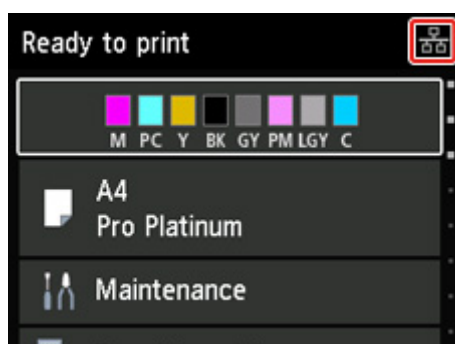 Ready to print
M PC Y BK GY PM LGY C
A4
Pro Platinum
Maintenance